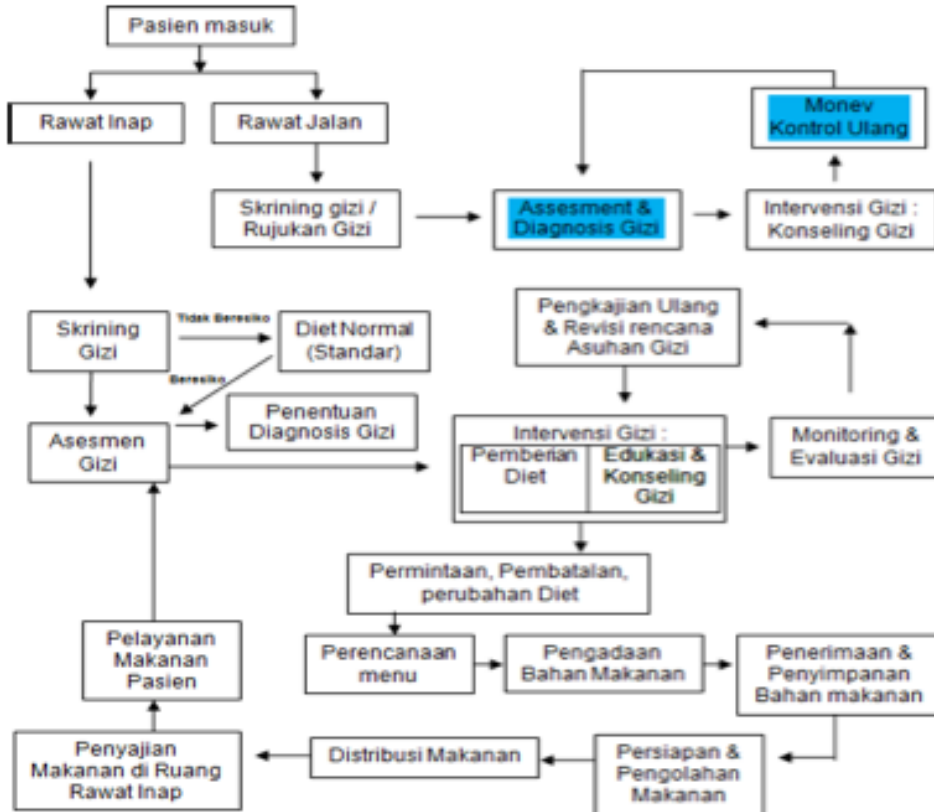 Pasien masuk
Rawat Inap
Rawat Jalan
Monev
Kontrol Ulang
Skrining gizi /
Rujukan Gizi
Assesment &
Diagnosis Gizi
Intervensi Gizi :
Konseling Gizi
Skrining
Gizi
Tidak Beresiko
Diet Normal
(Standar)
Pengkajian Ulang
& Revisi rencana
Asuhan Gizi
Beresiko
Asesmen
Gizi
Penentuan
Diagnosis Gizi
Intervensi Gizi :
Pemberian
Diet
Edukasi &
Konseling
Gizi
Monitoring &
Evaluasi Gizi
Permintaan, Pembatalan,
perubahan Diet
Pelayanan
Makanan
Pasien
Perencanaan
menu
Pengadaan
Bahan Makanan
Penerimaan &
Penyimpanan
Bahan makanan
Penyajian
Makanan di Ruang
Rawat Inap
Distribusi Makanan
Persiapan &
Pengolahan
Makanan